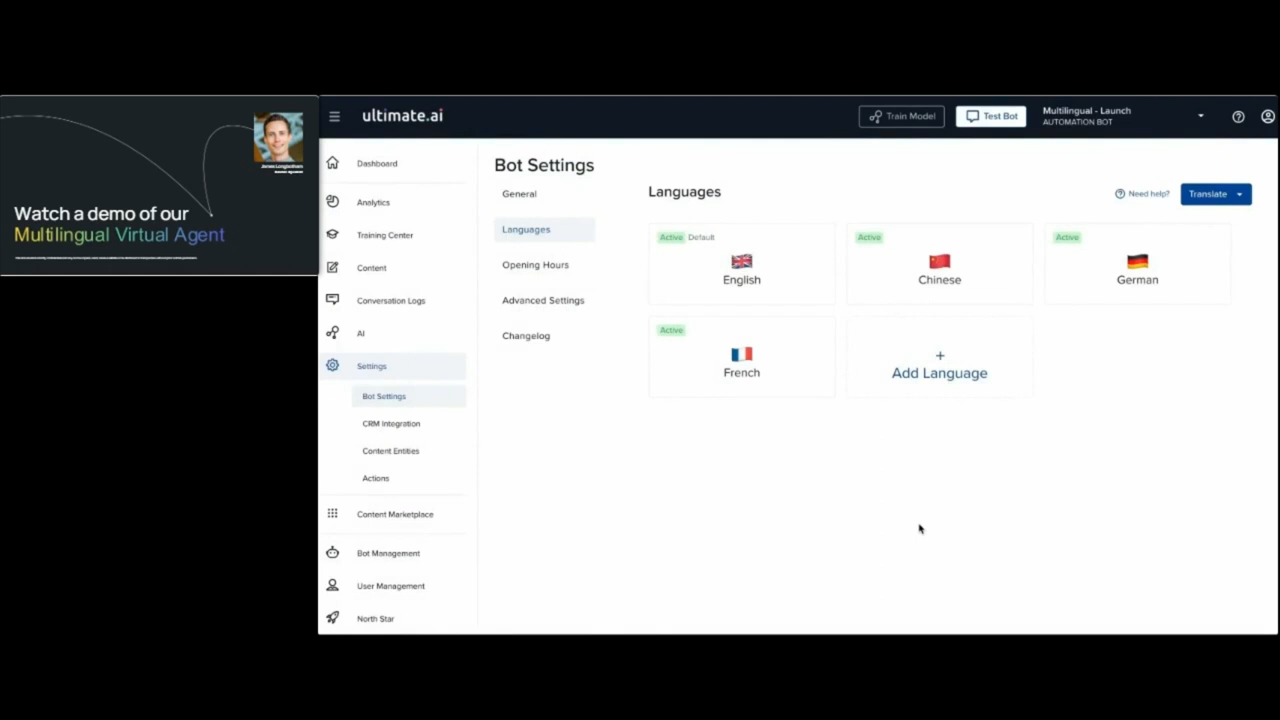 Watch a demo of our
Multilingual Virtual Agent
ultimate.ai
Train Model
Test Bot
Multilingual - Launch
AUTOMATION BOT
Dashboard
Analytics
Training Center
Content
Conversation Logs
AI
Settings
Bot Settings
CRM Integration
Content Entities
Actions
Content Marketplace
Bot Management
User Management
North Star
Bot Settings
General
Languages
Opening Hours
Advanced Settings
Changelog
Languages
Need help?
Translate
Active Default
English
Active
Chinese
Active
German
Active
French
+
Add Language